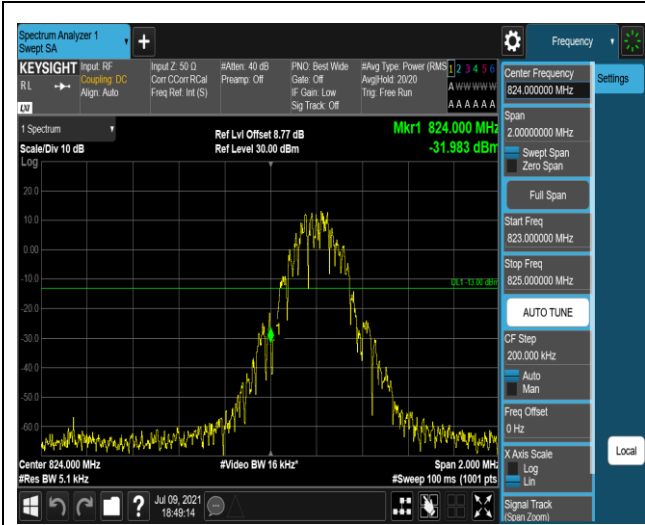 Spectrum Analyzer 1
Swept SA
+
Frequency
KEYSIGHT
RL
LXI
Input: RF
Coupling: DC
Align: Auto
Input Z: 50 Ω
Corr CCorr RCal
Freq Ref: Int (S)
#Atten: 40 dB
Preamp: Off
PNO: Best Wide
Gate: Off
IF Gain: Low
Sig Track: Off
#Avg Type: Power (RMS
Avg|Hold: 20/20
Trig: Free Run
1 2 3 4 5 6
A W W W W W
A A A A A A
1 Spectrum
Scale/Div 10 dB
Log
Ref Lvl Offset 8.77 dB
Ref Level 30.00 dBm
Mkr1 824.000 MHz
-31.983 dBm
20.0
10.0
0.00
-10.0
-20.0
-30.0
-40.0
-50.0
-60.0
DL1 -13.00 dBm
1
Center 824.000 MHz
#Res BW 5.1 kHz
#Video BW 16 kHz*
Span 2.000 MHz
#Sweep 100 ms (1001 pts
?
Jul 09, 2021
18:49:14
Center Frequency
824.000000 MHz
Span
2.00000000 MHz
Swept Span
Zero Span
Full Span
Start Freq
823.000000 MHz
Stop Freq
825.000000 MHz
AUTO TUNE
CF Step
200.000 kHz
Auto
Man
Freq Offset
0 Hz
X Axis Scale
Log
Lin
Signal Track
(Span Zoom)
Settings
Local